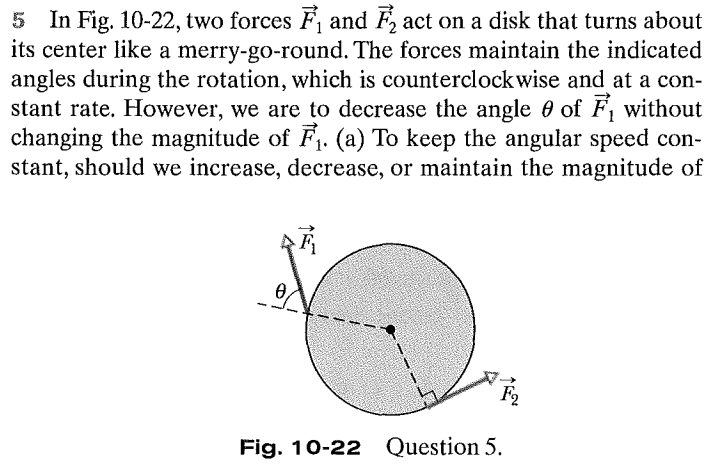 5 In Fig. 10-22, two forces F⃗₁ and F⃗₂ act on a disk that turns about
its center like a merry-go-round. The forces maintain the indicated
angles during the rotation, which is counterclockwise and at a con-
stant rate. However, we are to decrease the angle θ of F⃗₁ without
changing the magnitude of F⃗₁. (a) To keep the angular speed con-
stant, should we increase, decrease, or maintain the magnitude of
F⃗₁
θ
F⃗₂
Fig. 10-22 Question 5.